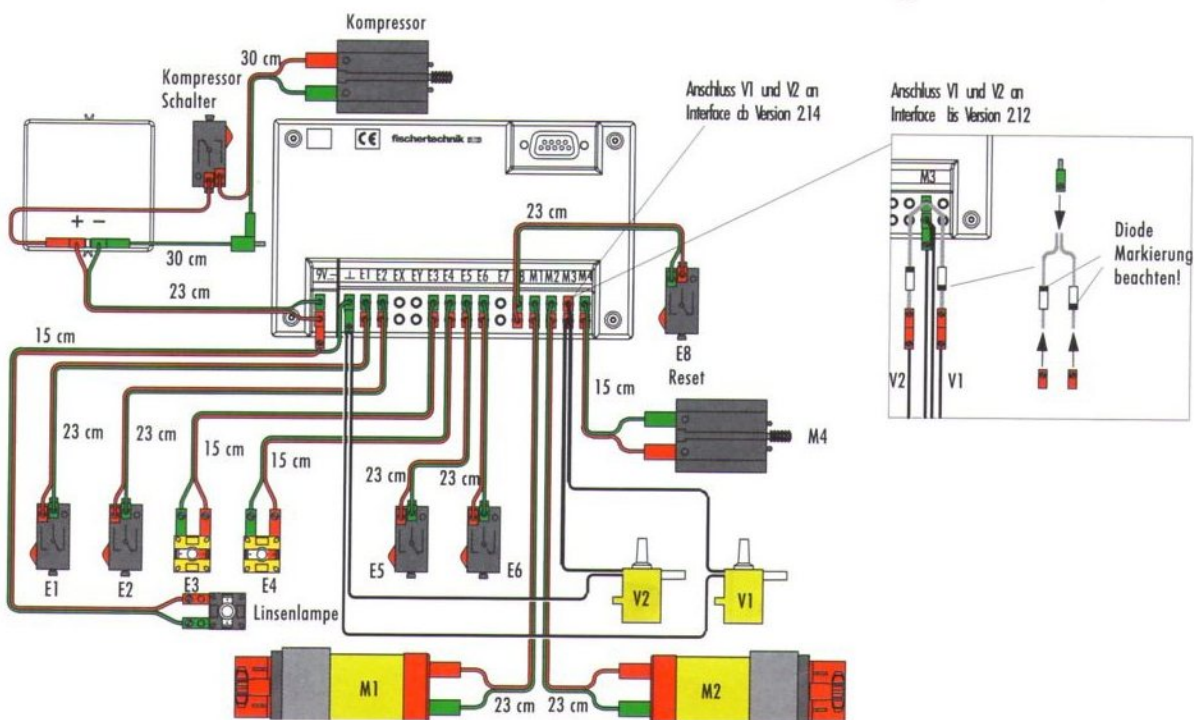 Kompressor
30 cm
Kompressor
Schalter
Anschluss V1 und V2 an
Interface ab Version 2.14
Anschluss V1 und V2 an
Interface bis Version 2.12
CE
fischertechnik
M3
+ -
30 cm
23 cm
23 cm
Diode
Markierung
beachten!
9V ⎓ ⊥ E1 E2 EX EY E3 E4 E5 E6 E7 E8 M1 M2 M3 M4
15 cm
E8
Reset
V2
V1
15 cm
M4
23 cm
23 cm
15 cm
15 cm
23 cm
23 cm
E1
E2
E3
E4
E5
E6
Linsenlampe
V2
V1
M1
M2
23 cm
23 cm